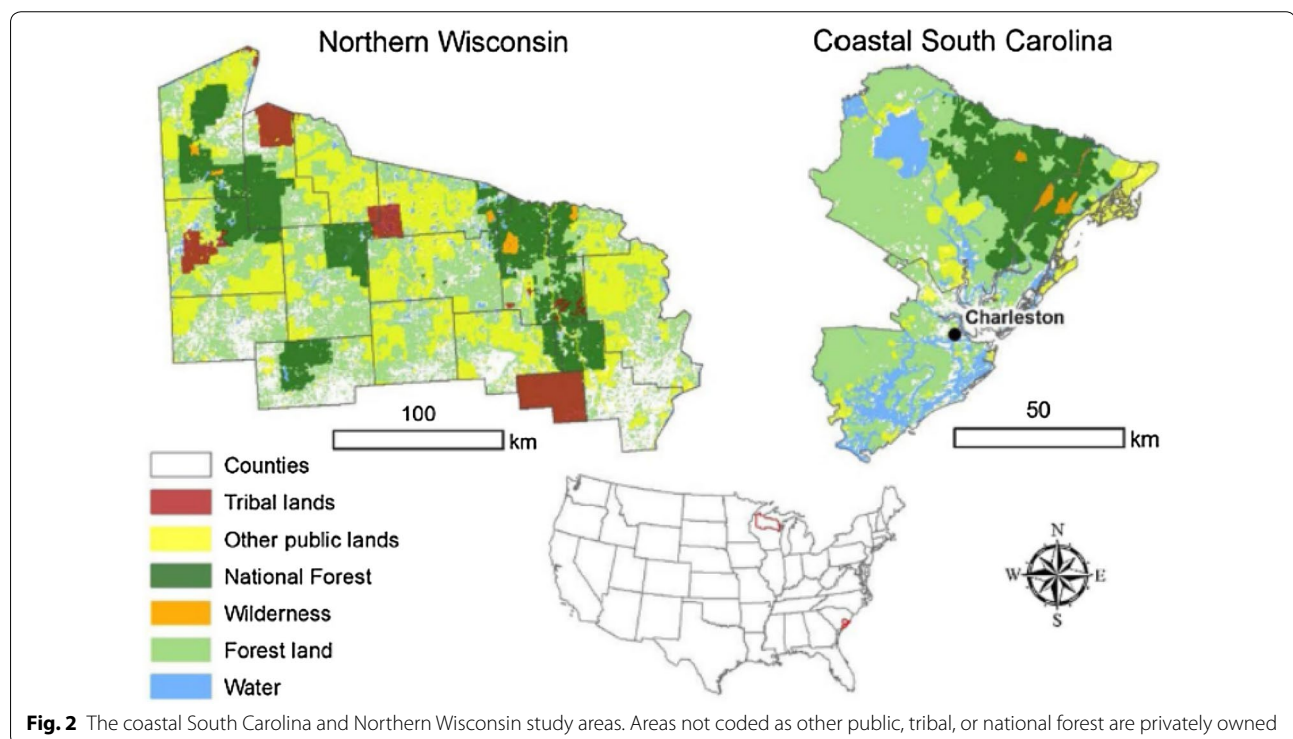 Northern Wisconsin
Coastal South Carolina
Charleston
100
km
50
km
Counties
Tribal lands
Other public lands
National Forest
Wilderness
Forest land
Water
N
W
E
S
Fig. 2 The coastal South Carolina and Northern Wisconsin study areas. Areas not coded as other public, tribal, or national forest are privately owned